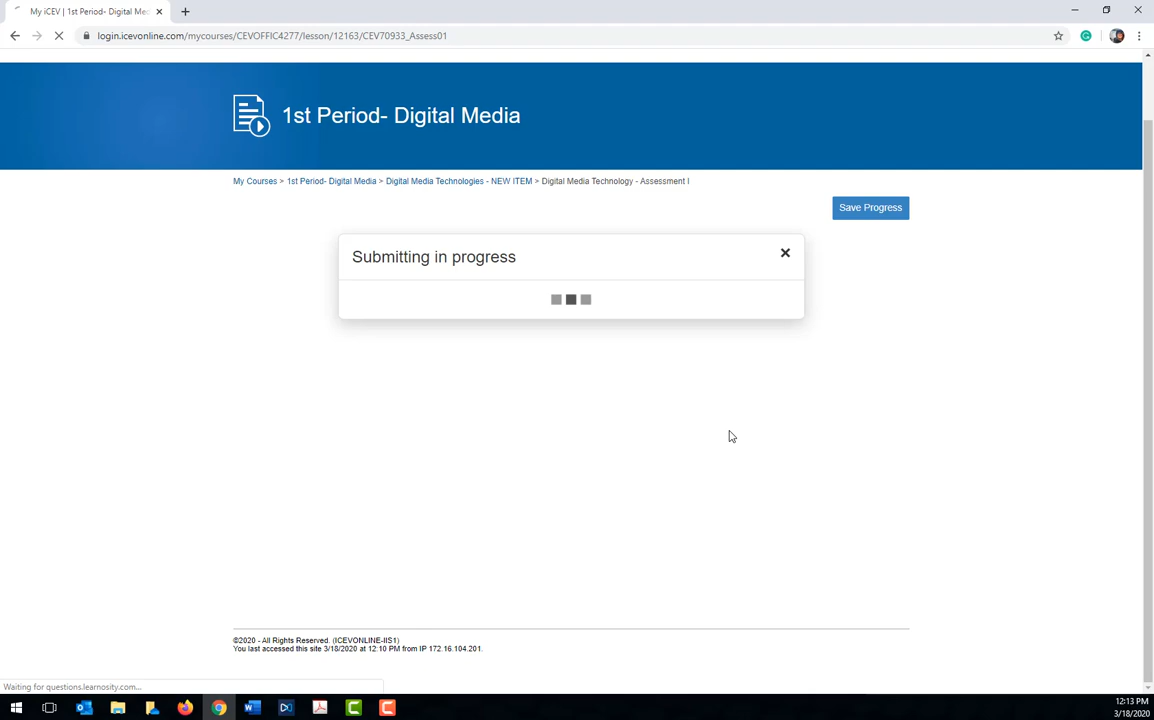 My iCEV | 1st Period- Digital Med
login.icevonline.com/mycourses/CEVOFFIC4277/lesson/12163/CEV70933_Assess01
1st Period- Digital Media
My Courses > 1st Period- Digital Media > Digital Media Technologies - NEW ITEM > Digital Media Technology - Assessment I
Save Progress
Submitting in progress
©2020 - All Rights Reserved. (ICEVONLINE-IIS1)
You last accessed this site 3/18/2020 at 12:10 PM from IP 172.16.104.201.
Waiting for questions.learnosity.com...
12:13 PM
3/18/2020